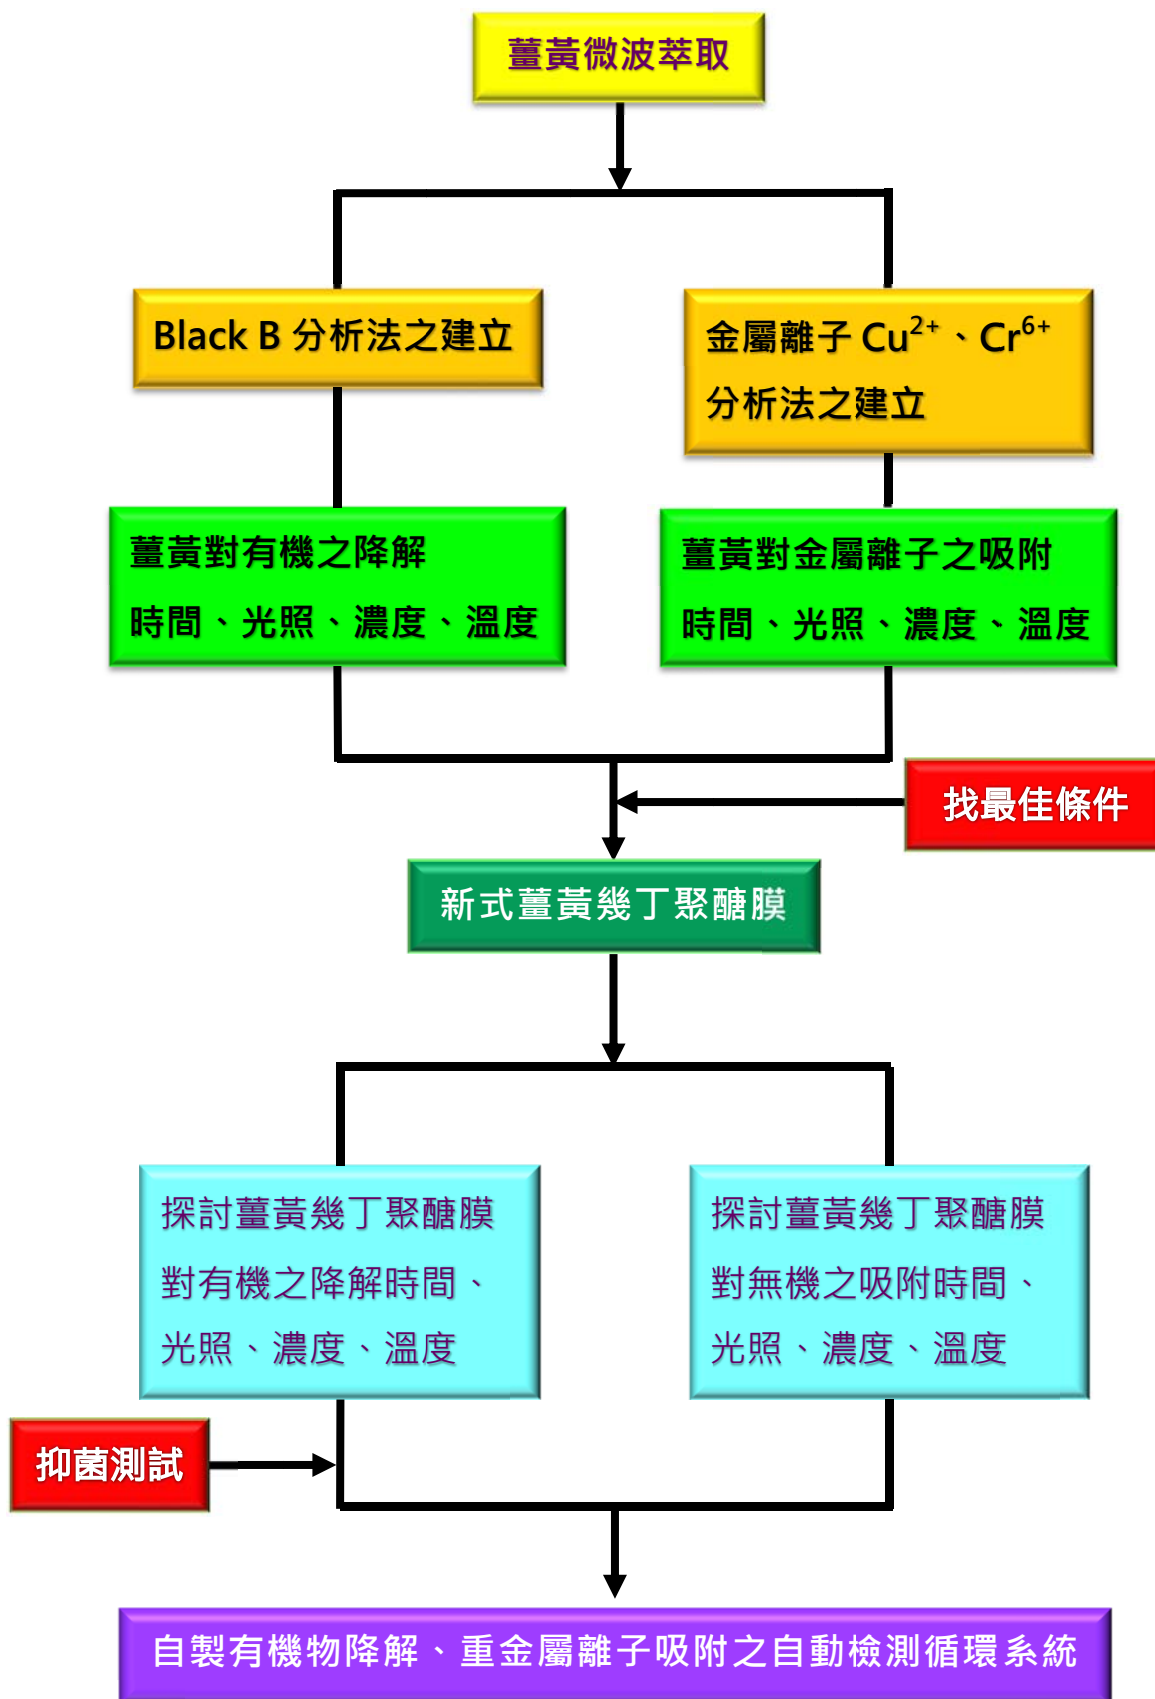 薑黃微波萃取
Black B 分析法之建立
金屬離子 Cu²⁺、Cr⁶⁺
分析法之建立
薑黃對有機之降解
時間、光照、濃度、溫度
薑黃對金屬離子之吸附
時間、光照、濃度、溫度
找最佳條件
新式薑黃幾丁聚醣膜
探討薑黃幾丁聚醣膜
對有機之降解時間、
光照、濃度、溫度
探討薑黃幾丁聚醣膜
對無機之吸附時間、
光照、濃度、溫度
抑菌測試
自製有機物降解、重金屬離子吸附之自動檢測循環系統